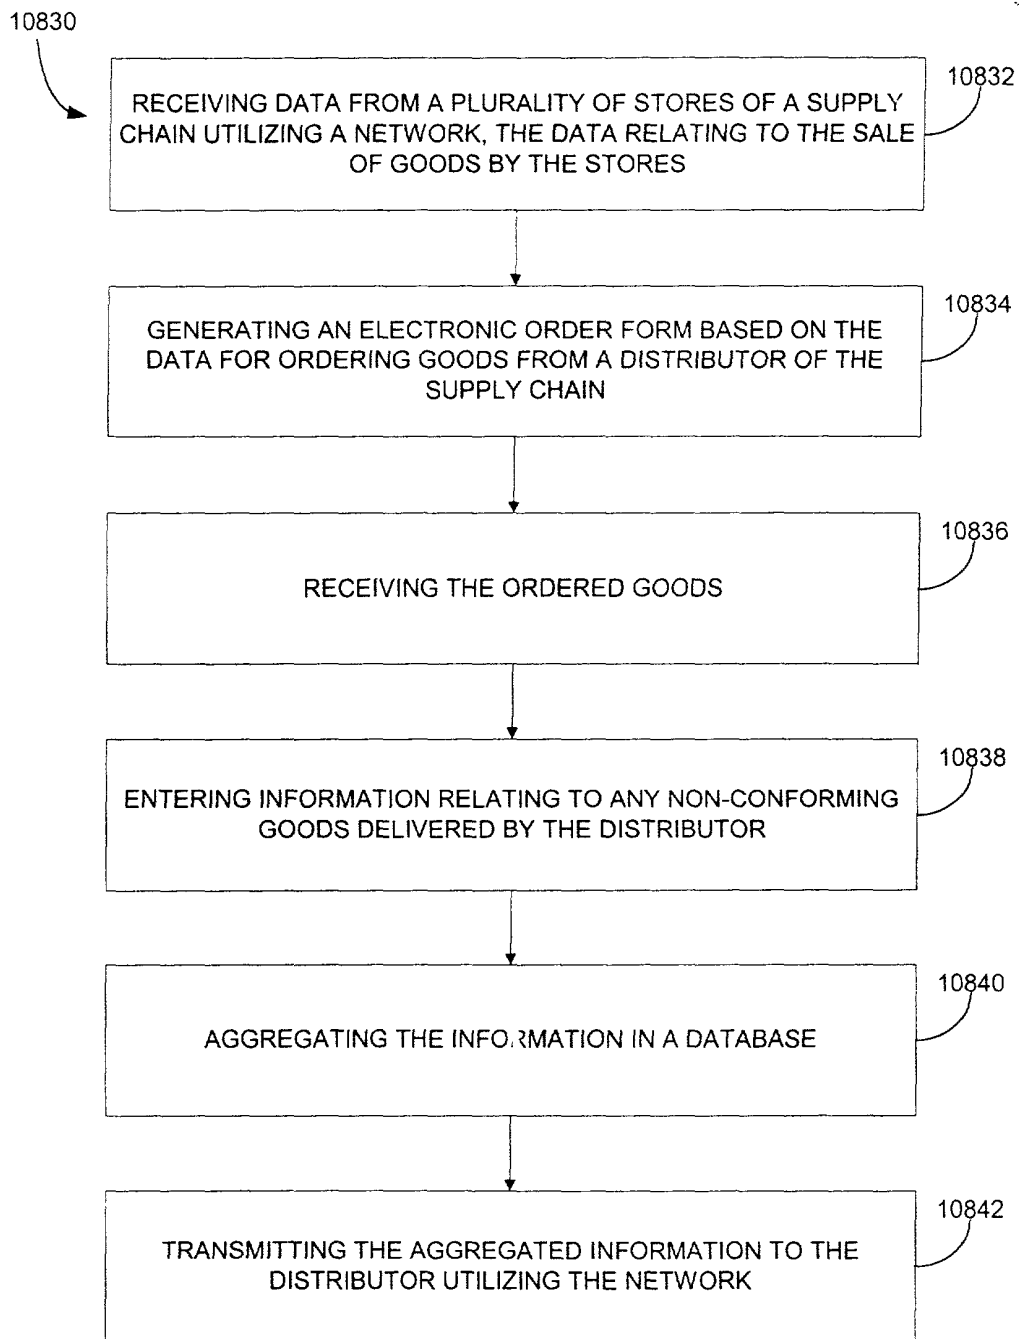 10830
10832
RECEIVING DATA FROM A PLURALITY OF STORES OF A SUPPLY
CHAIN UTILIZING A NETWORK, THE DATA RELATING TO THE SALE
OF GOODS BY THE STORES
10834
GENERATING AN ELECTRONIC ORDER FORM BASED ON THE
DATA FOR ORDERING GOODS FROM A DISTRIBUTOR OF THE
SUPPLY CHAIN
10836
RECEIVING THE ORDERED GOODS
10838
ENTERING INFORMATION RELATING TO ANY NON-CONFORMING
GOODS DELIVERED BY THE DISTRIBUTOR
10840
AGGREGATING THE INFORMATION IN A DATABASE
10842
TRANSMITTING THE AGGREGATED INFORMATION TO THE
DISTRIBUTOR UTILIZING THE NETWORK